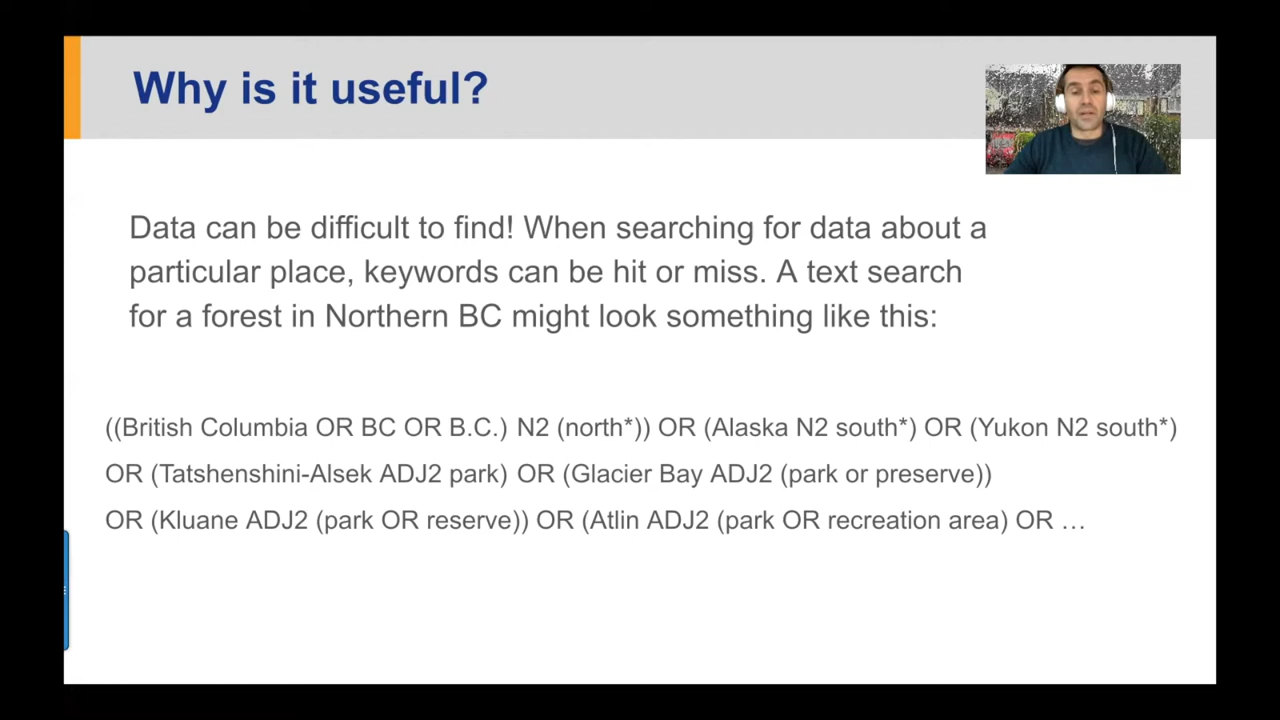 Why is it useful?
Data can be difficult to find! When searching for data about a
particular place, keywords can be hit or miss. A text search
for a forest in Northern BC might look something like this:
((British Columbia OR BC OR B.C.) N2 (north*)) OR (Alaska N2 south*) OR (Yukon N2 south*)
OR (Tatshenshini-Alsek ADJ2 park) OR (Glacier Bay ADJ2 (park or preserve))
OR (Kluane ADJ2 (park OR reserve)) OR (Atlin ADJ2 (park OR recreation area) OR …